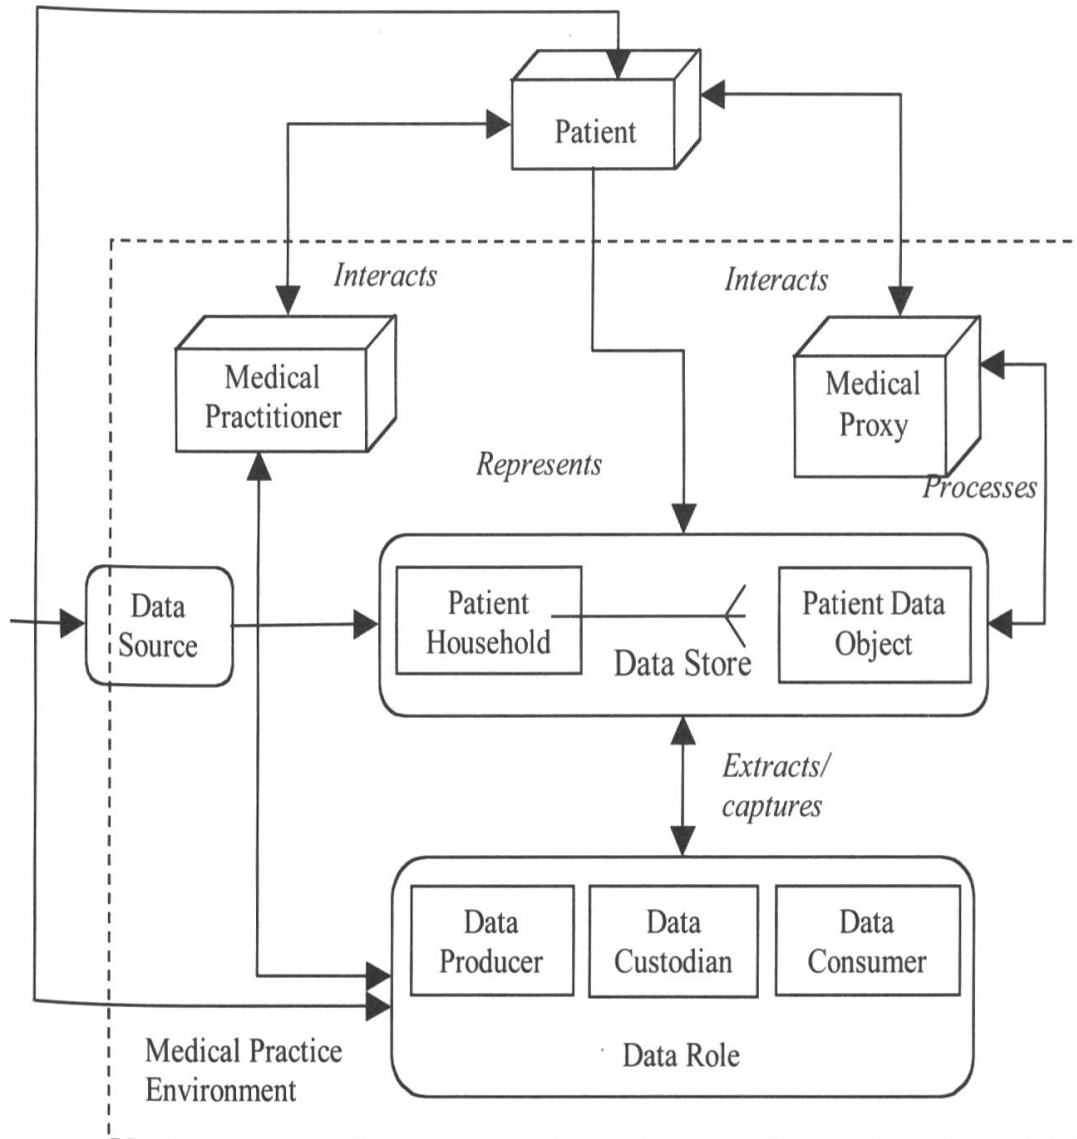 Patient
Interacts
Interacts
Medical
Practitioner
Medical
Proxy
Represents
Processes
Data
Source
Patient
Household
Data Store
Patient Data
Object
Extracts/
captures
Data
Producer
Data
Custodian
Data
Consumer
Medical Practice
Environment
Data Role